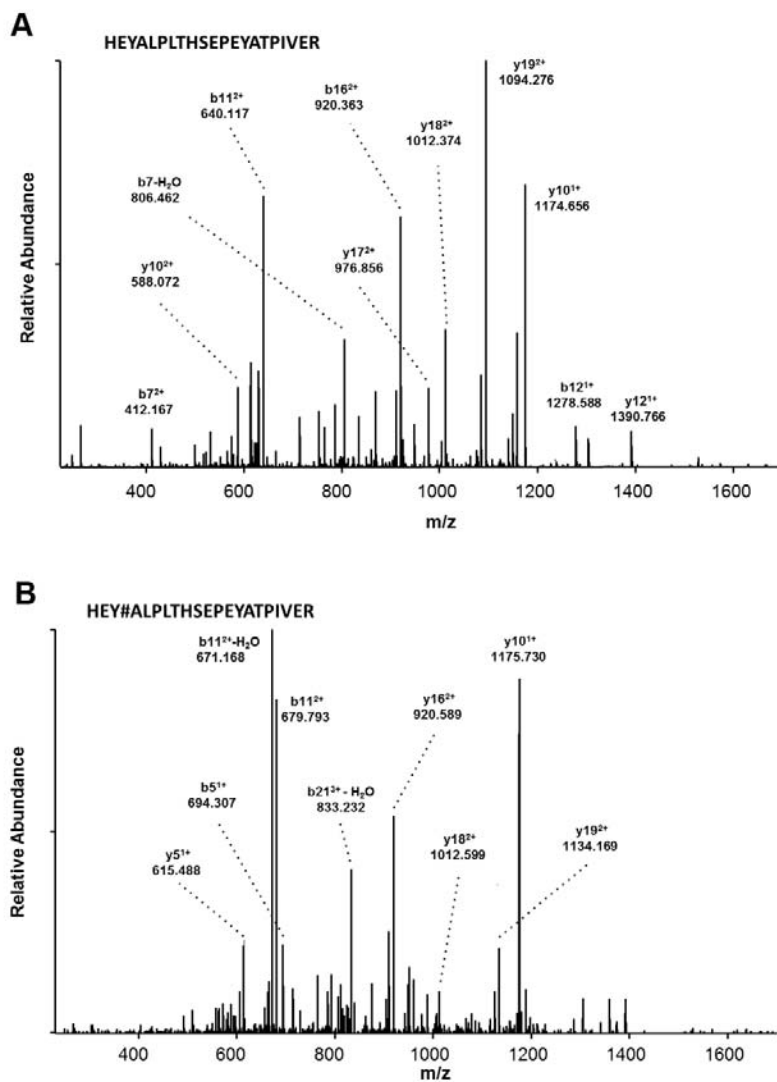 A
HEYALPLTHSEPEYATPIVER
y19²⁺
1094.276
b16²⁺
920.363
b11²⁺
640.117
y18²⁺
1012.374
b7-H₂O
806.462
y10¹⁺
1174.656
y17²⁺
976.856
y10²⁺
588.072
b7²⁺
412.167
b12¹⁺
1278.588
y12¹⁺
1390.766
Relative Abundance
400 600 800 1000 1200 1400 1600
m/z
B
HEY#ALPLTHSEPEYATPIVER
b11²⁺-H₂O
671.168
y10¹⁺
1175.730
b11²⁺
679.793
y16²⁺
920.589
b5¹⁺
694.307
b21³⁺ - H₂O
833.232
y18²⁺
1012.599
y19²⁺
1134.169
y5¹⁺
615.488
Relative Abundance
400 600 800 1000 1200 1400 1600
m/z